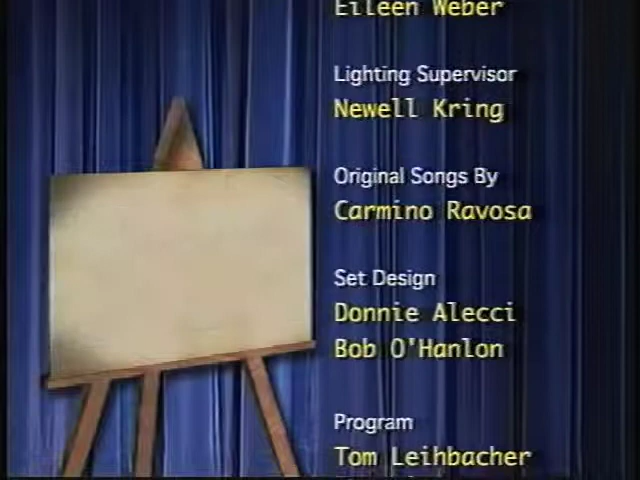 Eileen Weber
Lighting Supervisor
Newell Kring
Original Songs By
Carmino Ravosa
Set Design
Donnie Alecci
Bob O'Hanlon
Program
Tom Leihbacher